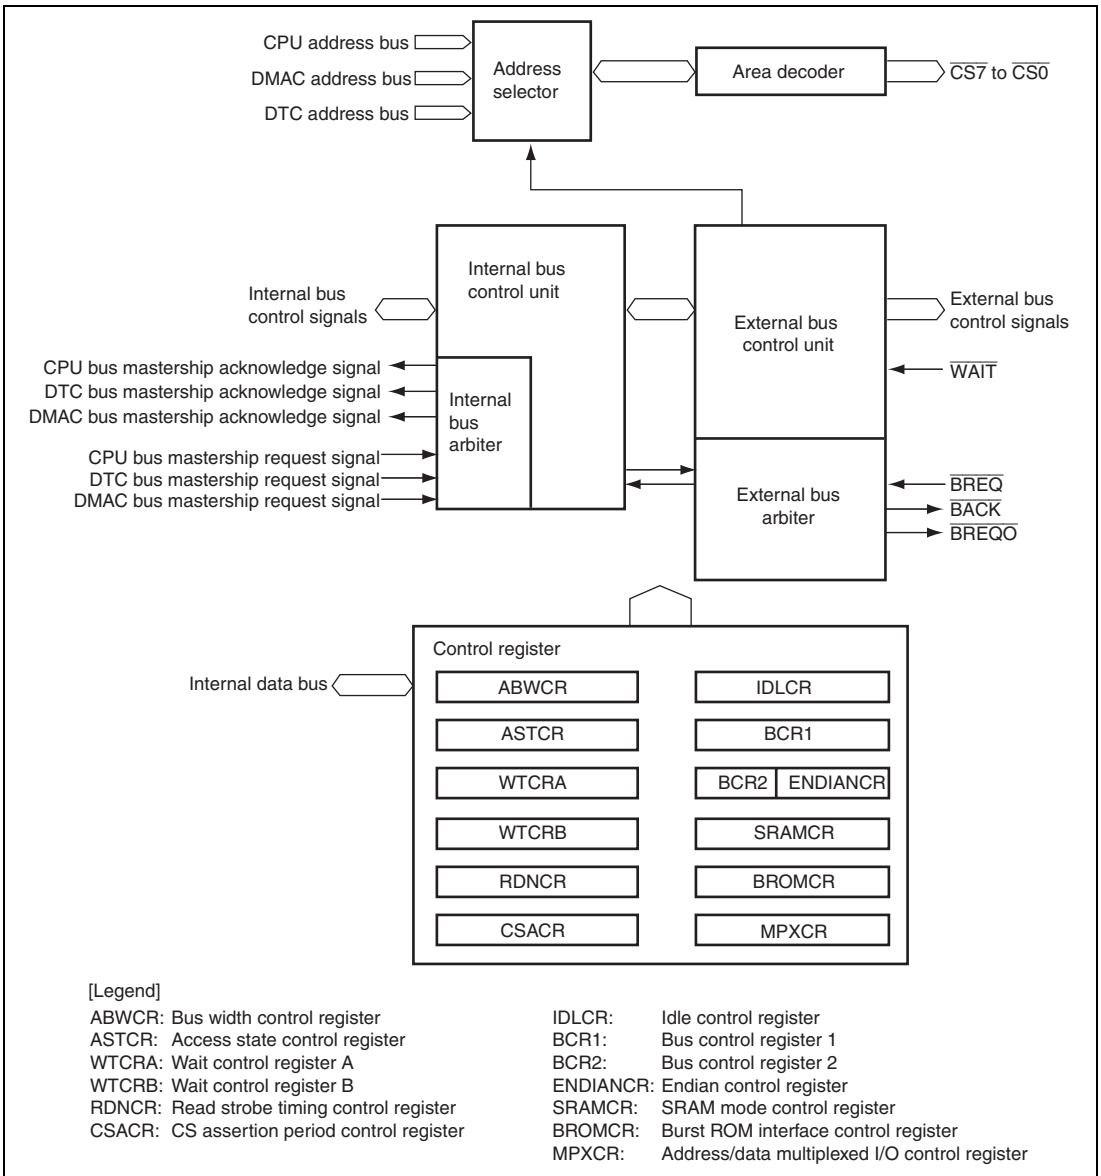 CPU address bus
DMAC address bus
DTC address bus
Address
selector
Area decoder
C̅S̅7̅ to C̅S̅0̅
Internal bus
control signals
Internal bus
control unit
External bus
control unit
External bus
control signals
W̅A̅I̅T̅
CPU bus mastership acknowledge signal
DTC bus mastership acknowledge signal
DMAC bus mastership acknowledge signal
Internal
bus
arbiter
CPU bus mastership request signal
DTC bus mastership request signal
DMAC bus mastership request signal
External bus
arbiter
B̅R̅E̅Q̅
B̅A̅C̅K̅
B̅R̅E̅Q̅O̅
Control register
Internal data bus
ABWCR
IDLCR
ASTCR
BCR1
WTCRA
BCR2 ENDIANCR
WTCRB
SRAMCR
RDNCR
BROMCR
CSACR
MPXCR
[Legend]
ABWCR: Bus width control register
ASTCR: Access state control register
WTCRA: Wait control register A
WTCRB: Wait control register B
RDNCR: Read strobe timing control register
CSACR: CS assertion period control register
IDLCR: Idle control register
BCR1: Bus control register 1
BCR2: Bus control register 2
ENDIANCR: Endian control register
SRAMCR: SRAM mode control register
BROMCR: Burst ROM interface control register
MPXCR: Address/data multiplexed I/O control register